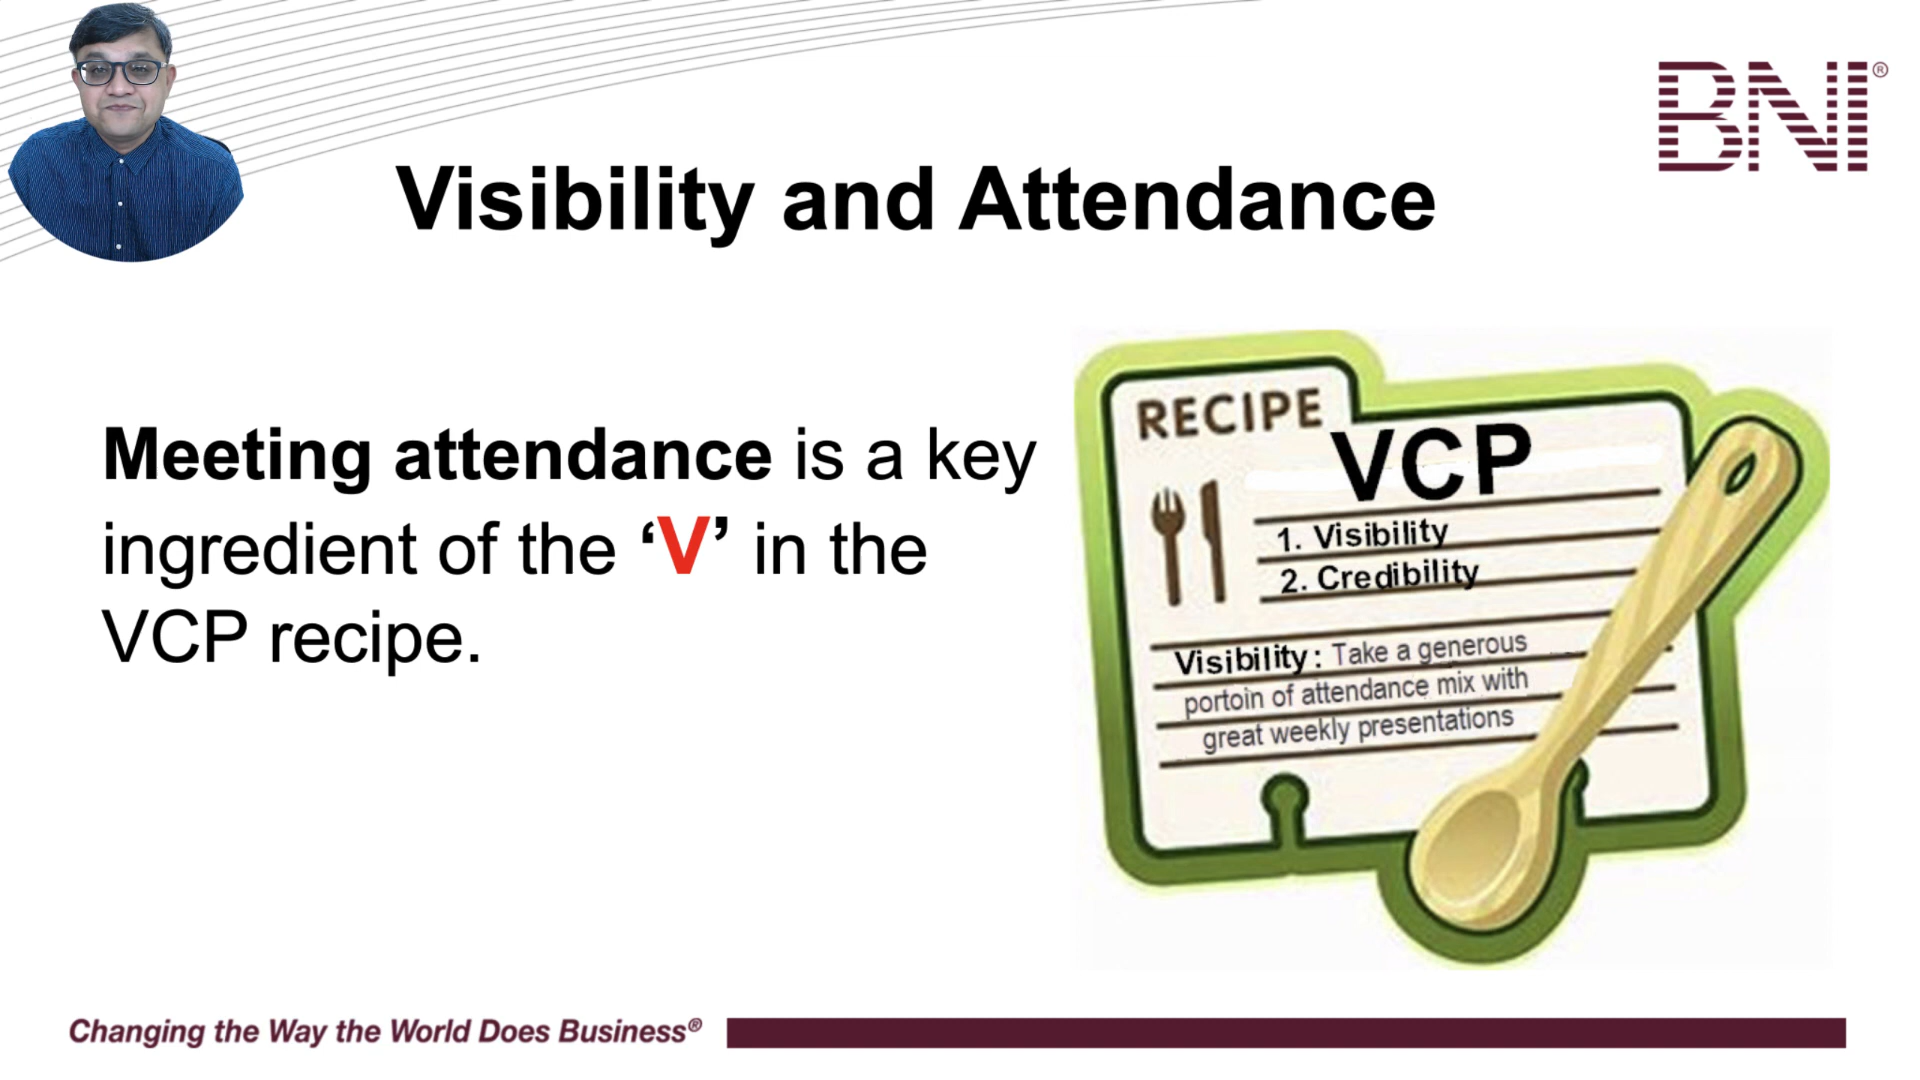 BNI®
Visibility and Attendance
Meeting attendance is a key
ingredient of the ‘V’ in the
VCP recipe.
RECIPE
VCP
1. Visibility
2. Credibility
Visibility: Take a generous
portoin of attendance mix with
great weekly presentations
Changing the Way the World Does Business®